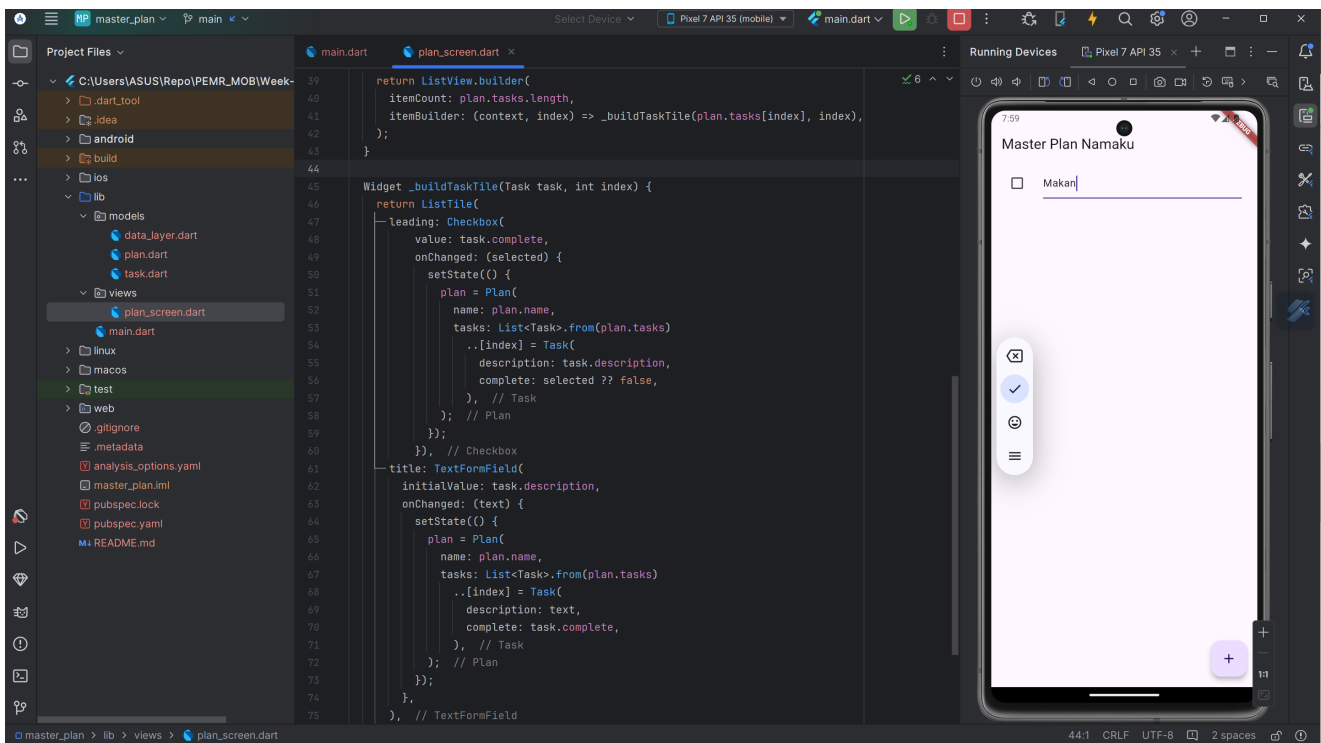 MP master_plan
main
Select Device
Pixel 7 API 35 (mobile)
main.dart
Project Files
main.dart
plan_screen.dart
Running Devices
Pixel 7 API 35
C:\Users\ASUS\Repo\PEMR_MOB\Week-
.dart_tool
.idea
android
build
ios
lib
models
data_layer.dart
plan.dart
task.dart
views
plan_screen.dart
main.dart
linux
macos
test
web
.gitignore
.metadata
analysis_options.yaml
master_plan.iml
pubspec.lock
pubspec.yaml
README.md
6
39 return ListView.builder(
40 itemCount: plan.tasks.length,
41 itemBuilder: (context, index) => _buildTaskTile(plan.tasks[index], index),
42 );
43 }
44
45 Widget _buildTaskTile(Task task, int index) {
46 return ListTile(
47 leading: Checkbox(
48 value: task.complete,
49 onChanged: (selected) {
50 setState(() {
51 plan = Plan(
52 name: plan.name,
53 tasks: List<Task>.from(plan.tasks)
54 ..[index] = Task(
55 description: task.description,
56 complete: selected ?? false,
57 ), // Task
58 ); // Plan
59 });
60 }), // Checkbox
61 title: TextFormField(
62 initialValue: task.description,
63 onChanged: (text) {
64 setState(() {
65 plan = Plan(
66 name: plan.name,
67 tasks: List<Task>.from(plan.tasks)
68 ..[index] = Task(
69 description: text,
70 complete: task.complete,
71 ), // Task
72 ); // Plan
73 });
74 },
75 ), // TextFormField
7:59
DEBUG
Master Plan Namaku
Makan
1:1
master_plan > lib > views > plan_screen.dart
44:1 CRLF UTF-8 2 spaces